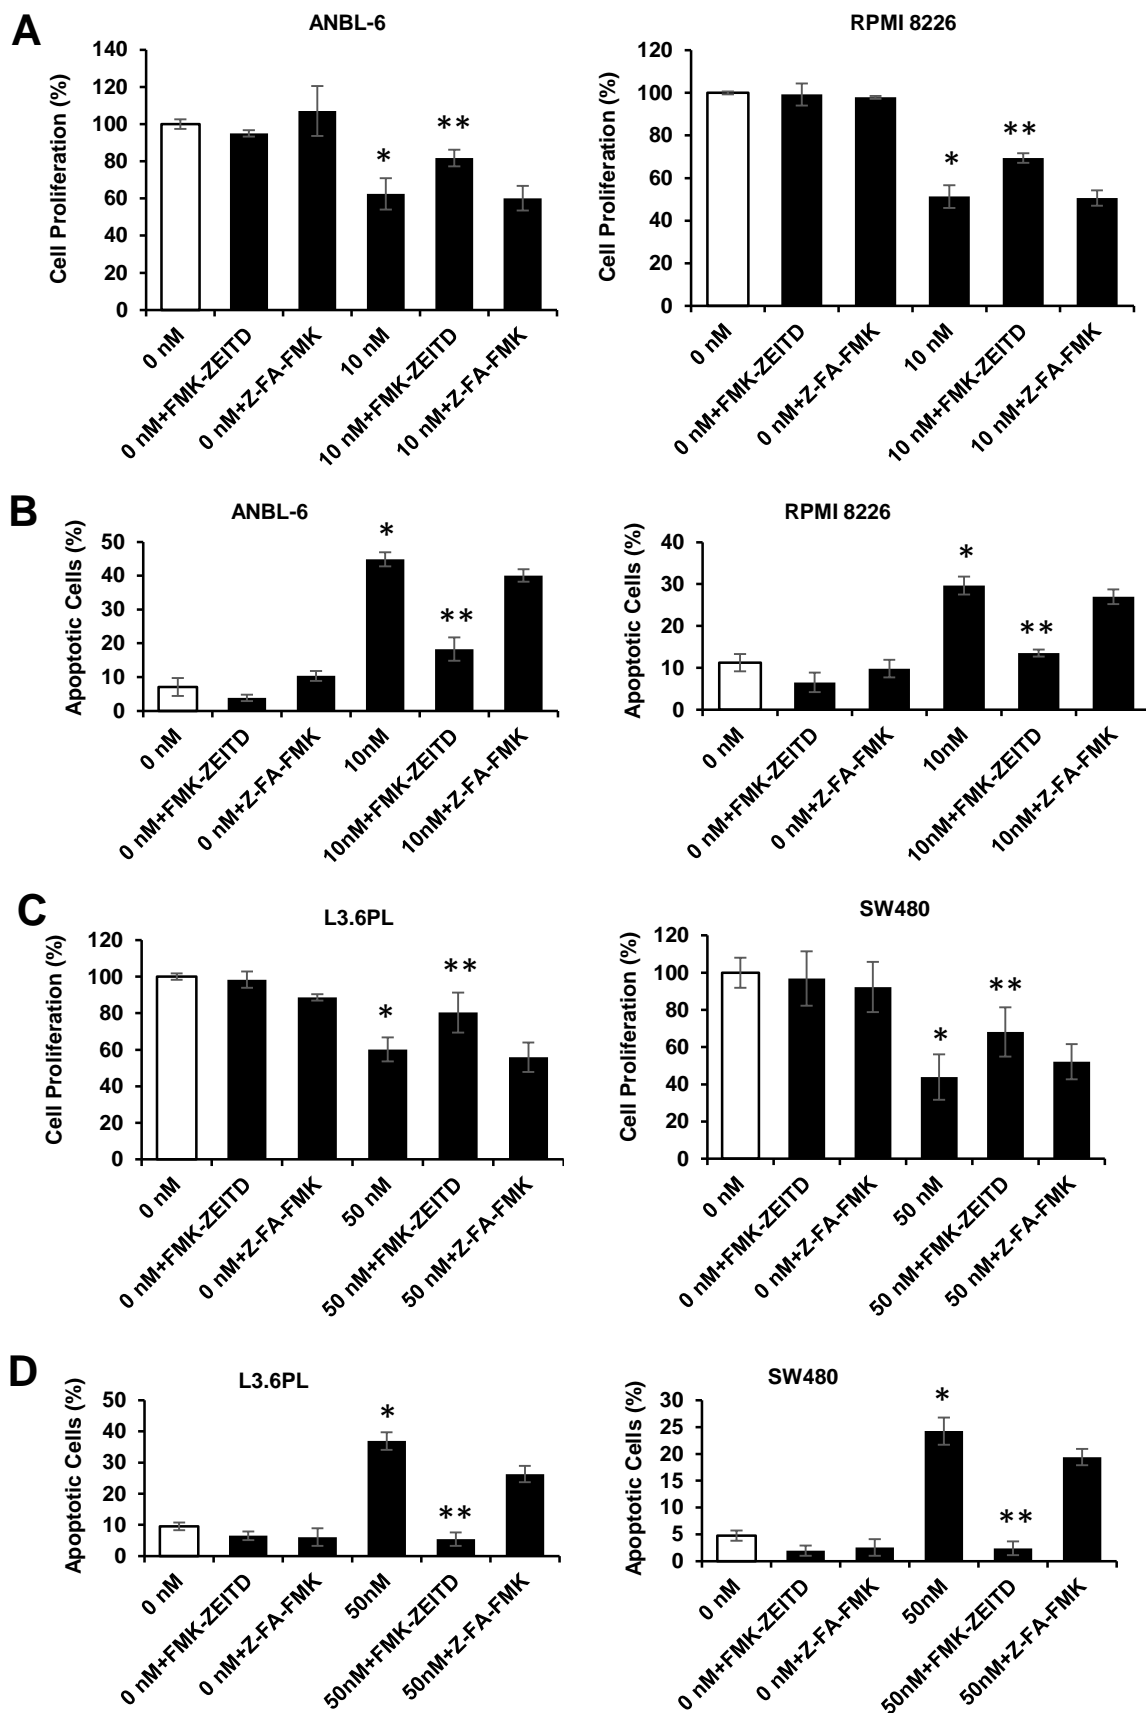 A
ANBL-6
Cell Proliferation (%)
140
120
100
80
60
40
20
0
0 nM
0 nM+FMK-ZEITD
0 nM+Z-FA-FMK
10 nM
10 nM+FMK-ZEITD
10 nM+Z-FA-FMK
*
**
RPMI 8226
Cell Proliferation (%)
120
100
80
60
40
20
0
0 nM
0 nM+FMK-ZEITD
0 nM+Z-FA-FMK
10 nM
10 nM+FMK-ZEITD
10 nM+Z-FA-FMK
*
**
B
ANBL-6
Apoptotic Cells (%)
50
40
30
20
10
0
0 nM
0 nM+FMK-ZEITD
0 nM+Z-FA-FMK
10nM
10nM+FMK-ZEITD
10nM+Z-FA-FMK
*
**
RPMI 8226
Apoptotic Cells (%)
40
30
20
10
0
0 nM
0 nM+FMK-ZEITD
0 nM+Z-FA-FMK
10nM
10nM+FMK-ZEITD
10nM+Z-FA-FMK
*
**
C
L3.6PL
Cell Proliferation (%)
120
100
80
60
40
20
0
0 nM
0 nM+FMK-ZEITD
0 nM+Z-FA-FMK
50 nM
50 nM+FMK-ZEITD
50 nM+Z-FA-FMK
*
**
SW480
Cell Proliferation (%)
120
100
80
60
40
20
0
0 nM
0 nM+FMK-ZEITD
0 nM+Z-FA-FMK
50 nM
50 nM+FMK-ZEITD
50 nM+Z-FA-FMK
*
**
D
L3.6PL
Apoptotic Cells (%)
50
40
30
20
10
0
0 nM
0 nM+FMK-ZEITD
0 nM+Z-FA-FMK
50nM
50nM+FMK-ZEITD
50nM+Z-FA-FMK
*
**
SW480
Apoptotic Cells (%)
30
25
20
15
10
5
0
0 nM
0 nM+FMK-ZEITD
0 nM+Z-FA-FMK
50nM
50nM+FMK-ZEITD
50nM+Z-FA-FMK
*
**